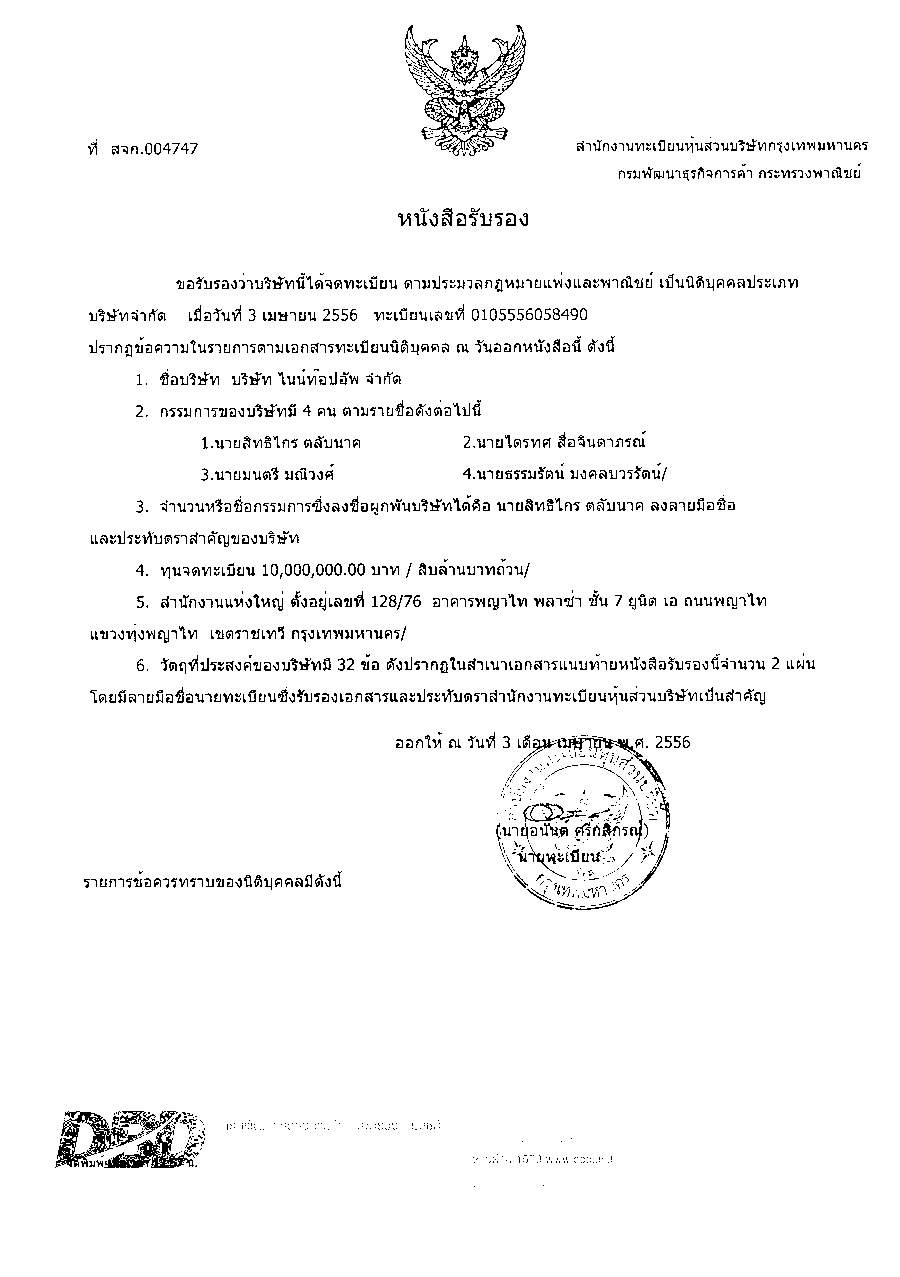 ที่ สจก.004747
สำนักงานทะเบียนหุ้นส่วนบริษัทกรุงเทพมหานคร
กรมพัฒนาธุรกิจการค้า กระทรวงพาณิชย์
หนังสือรับรอง
ขอรับรองว่าบริษัทนี้ได้จดทะเบียน ตามประมวลกฎหมายแพ่งและพาณิชย์ เป็นนิติบุคคลประเภท
บริษัทจำกัด เมื่อวันที่ 3 เมษายน 2556 ทะเบียนเลขที่ 0105556058490
ปรากฏข้อความในรายการตามเอกสารทะเบียนนิติบุคคล ณ วันออกหนังสือนี้ ดังนี้
1. ชื่อบริษัท บริษัท ไนน์ท๊อปอัพ จำกัด
2. กรรมการของบริษัทมี 4 คน ตามรายชื่อดังต่อไปนี้
1.นายสิทธิไกร ตลับนาค 2.นายไตรทศ สื่อจินดาภรณ์
3.นายมนตรี มณีวงศ์ 4.นายธรรมรัตน์ มงคลบวรรัตน์/
3. จำนวนหรือชื่อกรรมการซึ่งลงชื่อผูกพันบริษัทได้คือ นายสิทธิไกร ตลับนาค ลงลายมือชื่อ
และประทับตราสำคัญของบริษัท
4. ทุนจดทะเบียน 10,000,000.00 บาท / สิบล้านบาทถ้วน/
5. สำนักงานแห่งใหญ่ ตั้งอยู่เลขที่ 128/76 อาคารพญาไท พลาซ่า ชั้น 7 ยูนิต เอ ถนนพญาไท
แขวงทุ่งพญาไท เขตราชเทวี กรุงเทพมหานคร/
6. วัตถุที่ประสงค์ของบริษัทมี 32 ข้อ ดังปรากฏในสำเนาเอกสารแนบท้ายหนังสือรับรองนี้จำนวน 2 แผ่น
โดยมีลายมือชื่อนายทะเบียนซึ่งรับรองเอกสารและประทับตราสำนักงานทะเบียนหุ้นส่วนบริษัทเป็นสำคัญ
ออกให้ ณ วันที่ 3 เดือน เมษายน พ.ศ. 2556
(นายอนันต์ ศรีกสิกรณ์)
นายทะเบียน
รายการข้อควรทราบของนิติบุคคลมีดังนี้
DBD